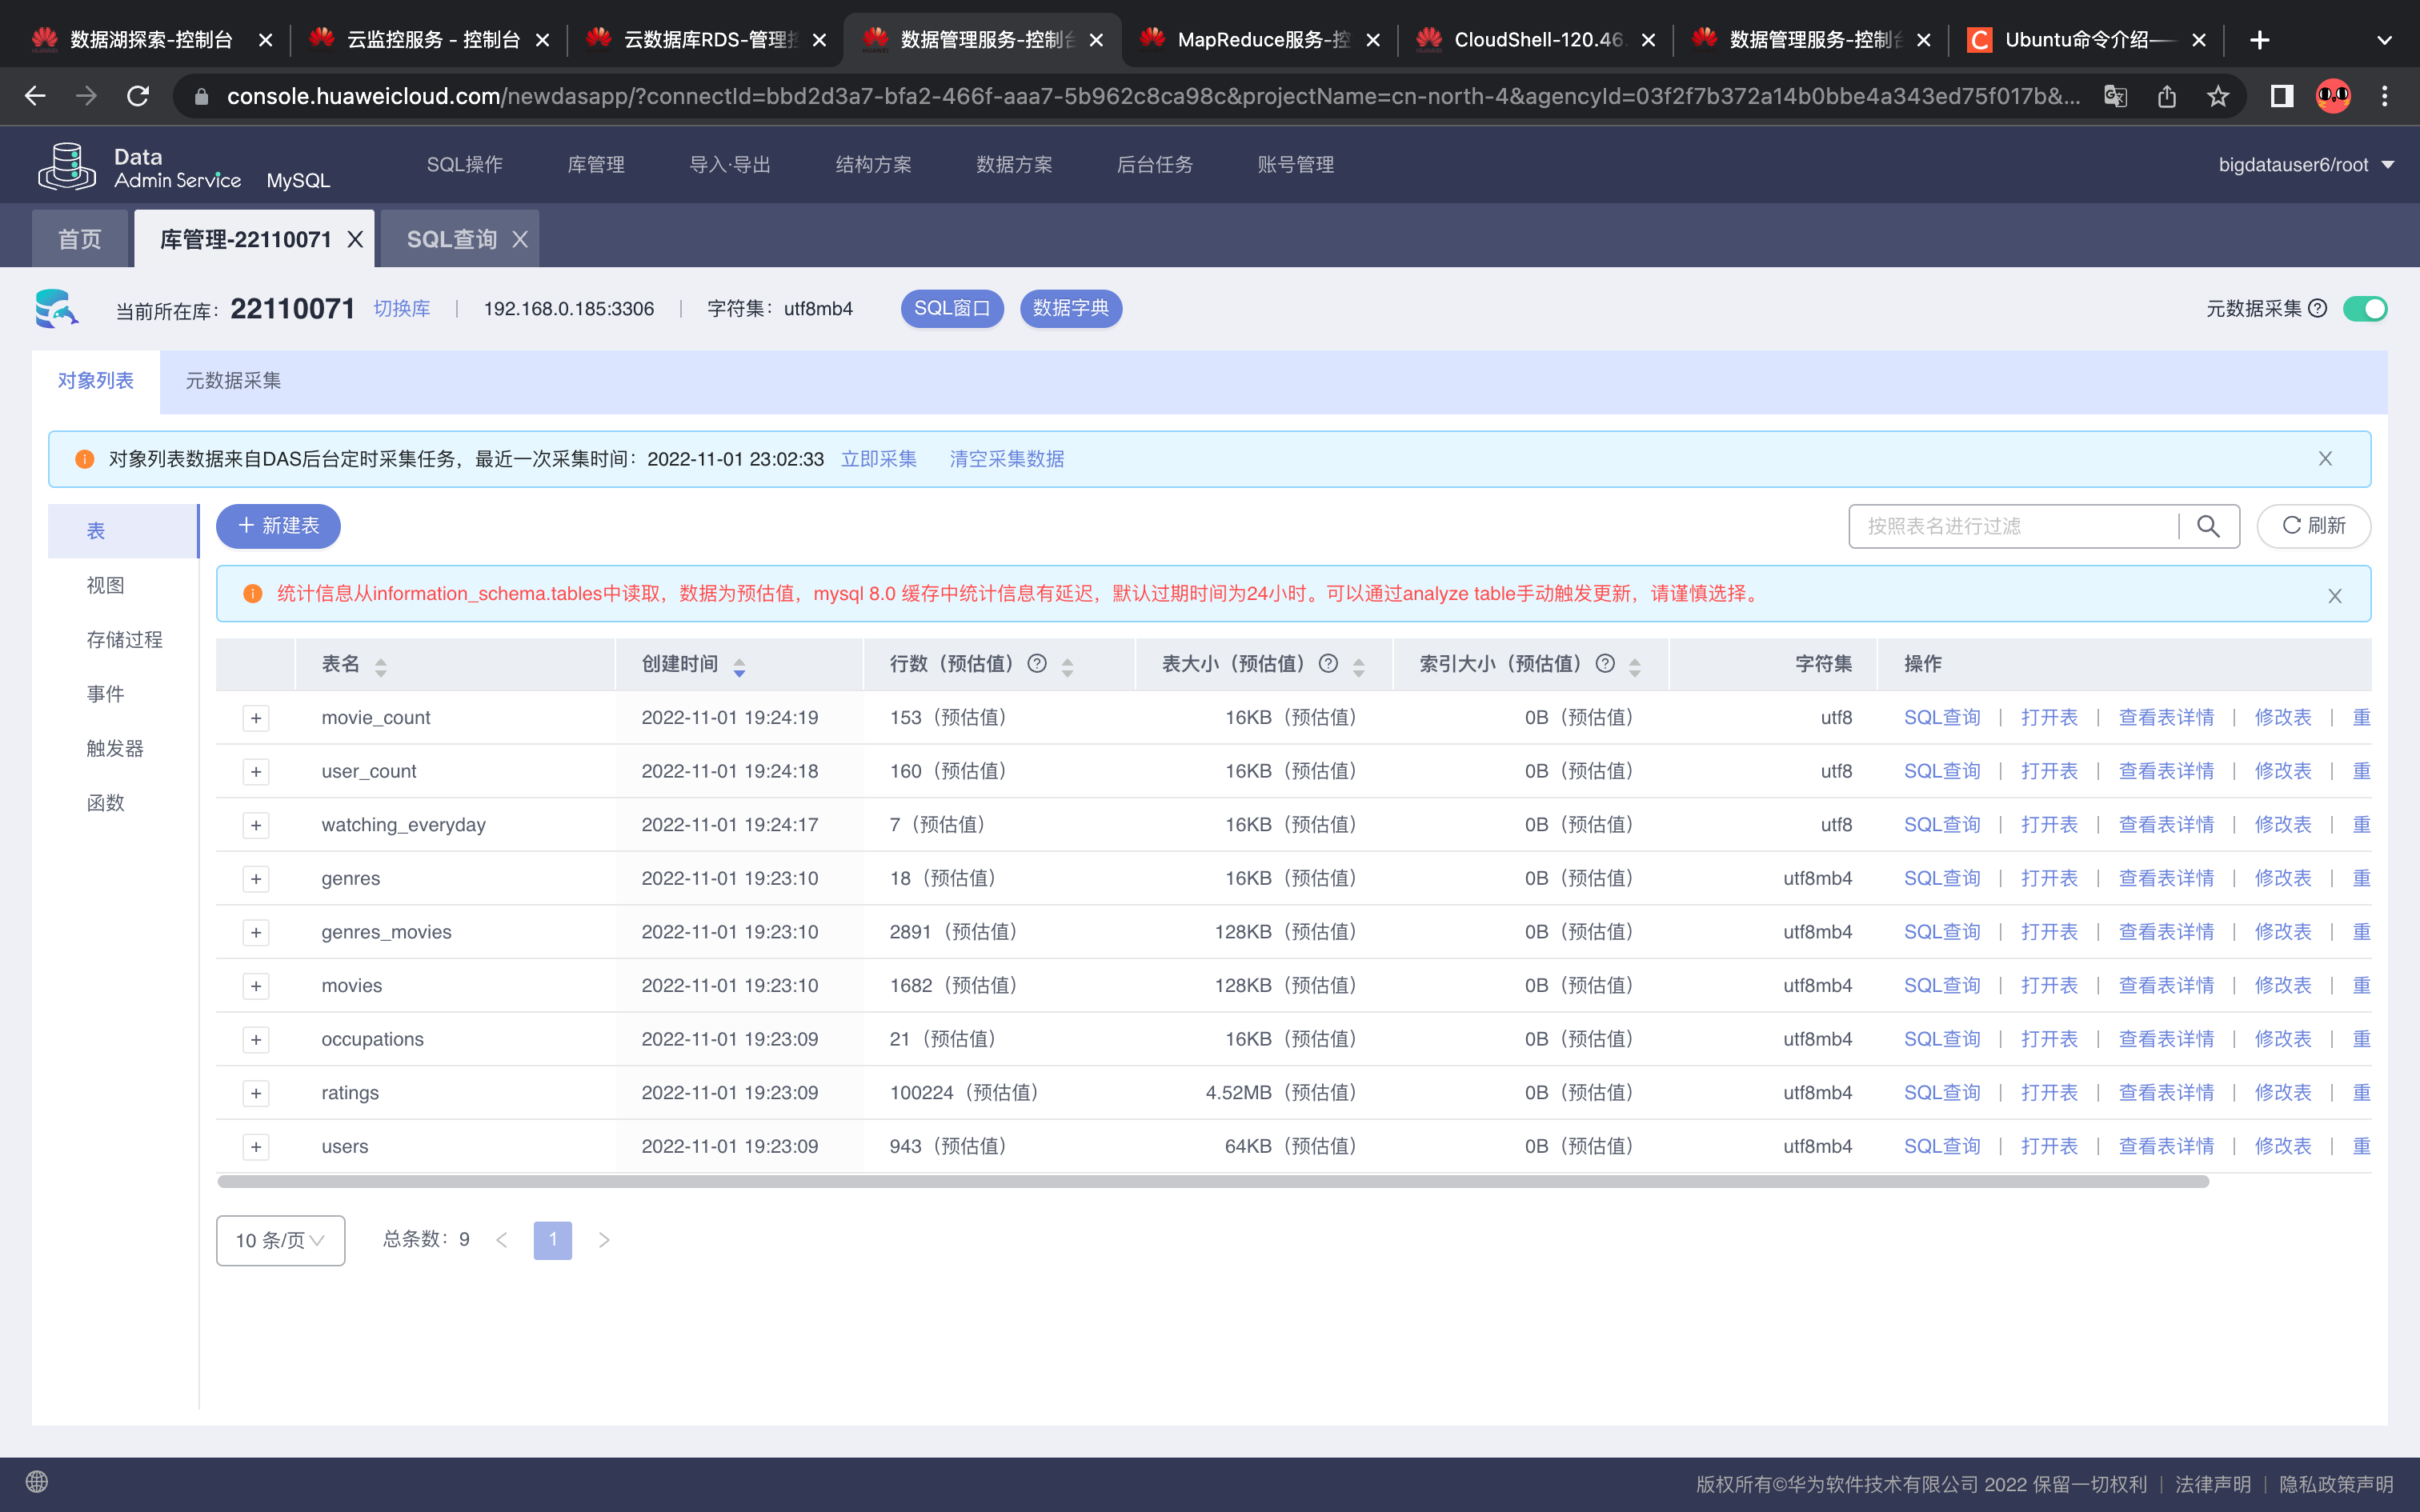 数据湖探索-控制台
云监控服务 - 控制台
云数据库RDS-管理控
数据管理服务-控制台
MapReduce服务-控
CloudShell-120.46.
数据管理服务-控制台
Ubuntu命令介绍——
console.huaweicloud.com/newdasapp/?connectId=bbd2d3a7-bfa2-466f-aaa7-5b962c8ca98c&projectName=cn-north-4&agencyId=03f2f7b372a14b0bbe4a343ed75f017b&...
Data Admin Service MySQL SQL操作 库管理 导入·导出 结构方案 数据方案 后台任务 账号管理 bigdatauser6/root
首页 库管理-22110071 SQL查询
当前所在库: 22110071 切换库 | 192.168.0.185:3306 | 字符集: utf8mb4 SQL窗口 数据字典 元数据采集
对象列表 元数据采集
对象列表数据来自DAS后台定时采集任务，最近一次采集时间：2022-11-01 23:02:33 立即采集 清空采集数据
表
视图
存储过程
事件
触发器
函数
+ 新建表 按照表名进行过滤 刷新
统计信息从information_schema.tables中读取，数据为预估值，mysql 8.0 缓存中统计信息有延迟，默认过期时间为24小时。可以通过analyze table手动触发更新，请谨慎选择。
表名 创建时间 行数（预估值） 表大小（预估值） 索引大小（预估值） 字符集 操作
movie_count 2022-11-01 19:24:19 153（预估值） 16KB（预估值） 0B（预估值） utf8 SQL查询 | 打开表 | 查看表详情 | 修改表 | 重
user_count 2022-11-01 19:24:18 160（预估值） 16KB（预估值） 0B（预估值） utf8 SQL查询 | 打开表 | 查看表详情 | 修改表 | 重
watching_everyday 2022-11-01 19:24:17 7（预估值） 16KB（预估值） 0B（预估值） utf8 SQL查询 | 打开表 | 查看表详情 | 修改表 | 重
genres 2022-11-01 19:23:10 18（预估值） 16KB（预估值） 0B（预估值） utf8mb4 SQL查询 | 打开表 | 查看表详情 | 修改表 | 重
genres_movies 2022-11-01 19:23:10 2891（预估值） 128KB（预估值） 0B（预估值） utf8mb4 SQL查询 | 打开表 | 查看表详情 | 修改表 | 重
movies 2022-11-01 19:23:10 1682（预估值） 128KB（预估值） 0B（预估值） utf8mb4 SQL查询 | 打开表 | 查看表详情 | 修改表 | 重
occupations 2022-11-01 19:23:09 21（预估值） 16KB（预估值） 0B（预估值） utf8mb4 SQL查询 | 打开表 | 查看表详情 | 修改表 | 重
ratings 2022-11-01 19:23:09 100224（预估值） 4.52MB（预估值） 0B（预估值） utf8mb4 SQL查询 | 打开表 | 查看表详情 | 修改表 | 重
users 2022-11-01 19:23:09 943（预估值） 64KB（预估值） 0B（预估值） utf8mb4 SQL查询 | 打开表 | 查看表详情 | 修改表 | 重
10 条/页 总条数: 9 < 1 >
版权所有©华为软件技术有限公司 2022 保留一切权利 | 法律声明 | 隐私政策声明